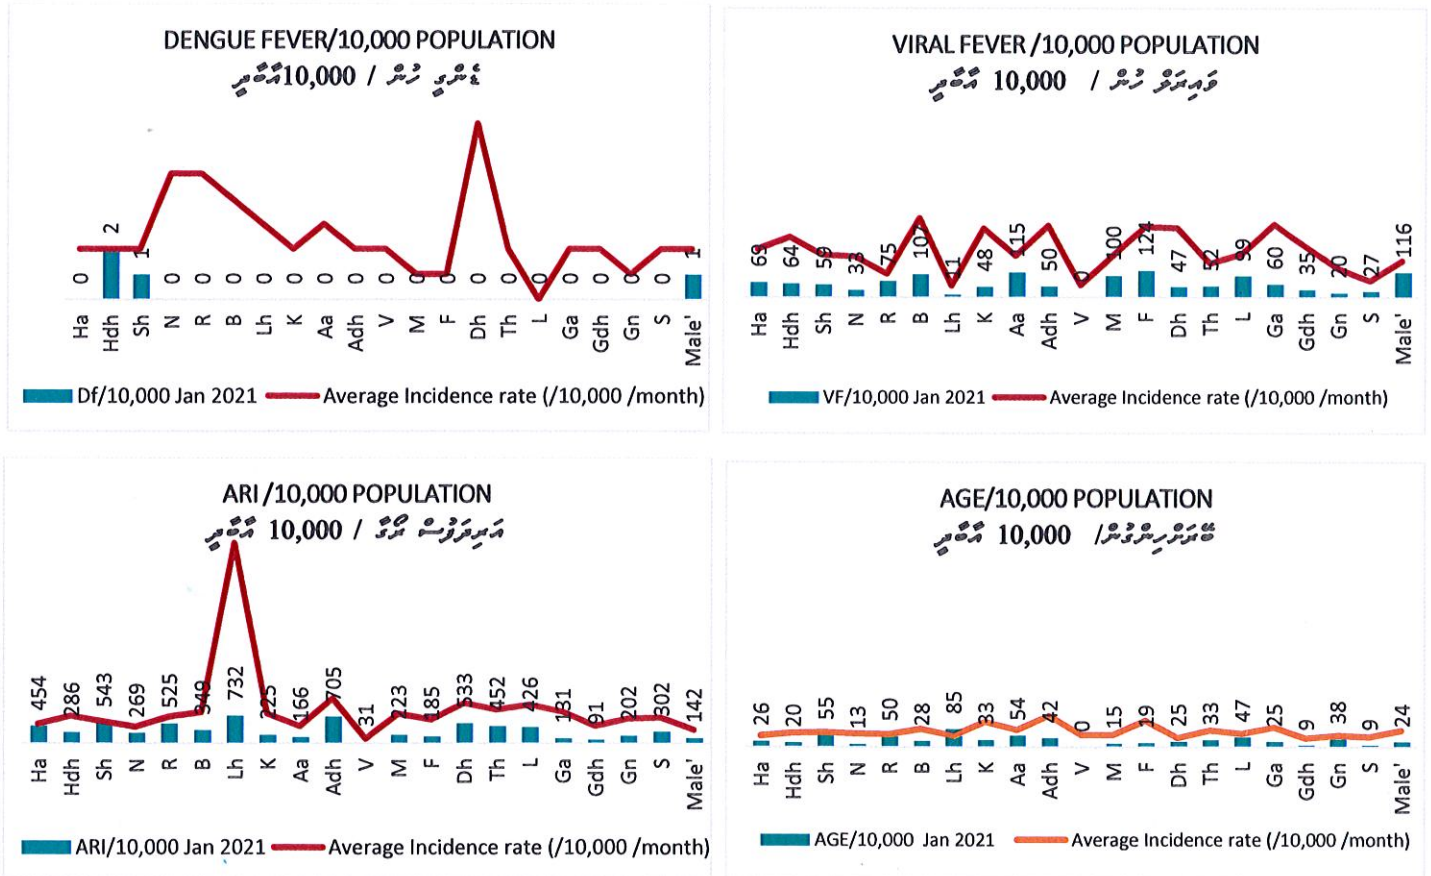 DENGUE FEVER/10,000 POPULATION
ޑެންގީ ހުން / 10,000އާބާދީ
0 2 1 0 0 0 0 0 0 0 0 0 0 0 0 0 0 0 0 0 1
Ha Hdh Sh N R B Lh K Aa Adh V M F Dh Th L Ga Gdh Gn S Male'
Df/10,000 Jan 2021 Average Incidence rate (/10,000 /month)
VIRAL FEVER /10,000 POPULATION
ވައިރަލް ހުން / 10,000 އާބާދީ
69 64 59 33 75 107 11 48 115 50 0 100 124 47 52 99 60 35 20 27 116
Ha Hdh Sh N R B Lh K Aa Adh V M F Dh Th L Ga Gdh Gn S Male'
VF/10,000 Jan 2021 Average Incidence rate (/10,000 /month)
ARI /10,000 POPULATION
އަރިދަފުސް ރޯގާ / 10,000 އާބާދީ
454 286 543 269 525 349 732 225 166 705 31 223 185 533 452 426 131 91 202 302 142
Ha Hdh Sh N R B Lh K Aa Adh V M F Dh Th L Ga Gdh Gn S Male'
ARI/10,000 Jan 2021 Average Incidence rate (/10,000 /month)
AGE/10,000 POPULATION
ބޭރަށްހިންގުން/ 10,000 އާބާދީ
26 20 55 13 50 28 85 33 54 42 0 15 19 25 33 47 25 9 38 9 24
Ha Hdh Sh N R B Lh K Aa Adh V M F Dh Th L Ga Gdh Gn S Male'
AGE/10,000 Jan 2021 Average Incidence rate (/10,000 /month)